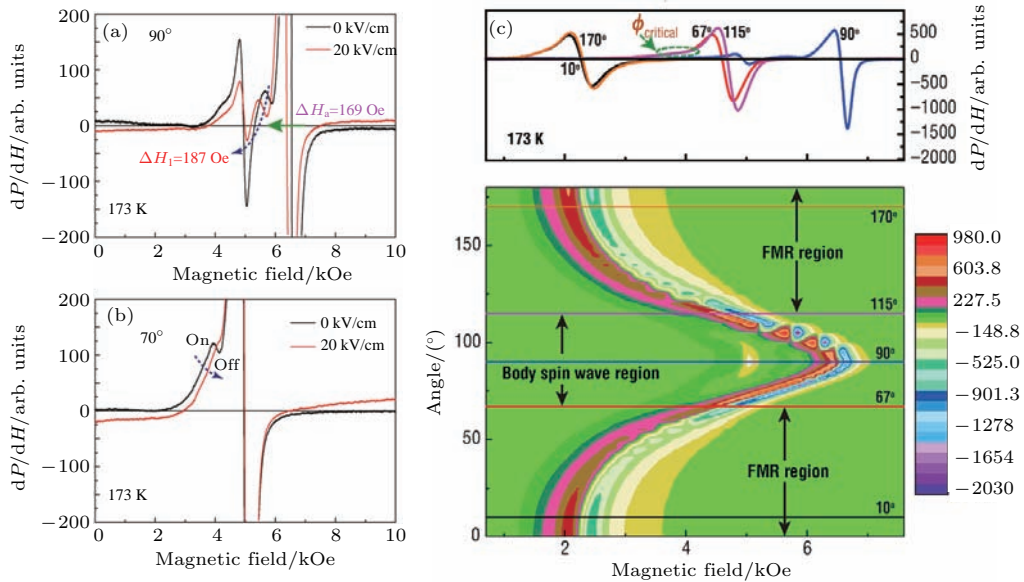 (a)
90°
0 kV/cm
20 kV/cm
ΔHₐ=169 Oe
ΔH₁=187 Oe
173 K
dP/dH/arb. units
200
100
0
−100
−200
0
2
4
6
8
10
Magnetic field/kOe
(b)
70°
0 kV/cm
20 kV/cm
On
Off
173 K
dP/dH/arb. units
200
100
0
−100
−200
0
2
4
6
8
10
Magnetic field/kOe
(c)
ϕcritical
170°
10°
67°
115°
90°
173 K
500
0
−500
−1000
−1500
−2000
dP/dH/arb. units
170°
FMR region
115°
Body spin wave region
90°
67°
FMR region
10°
Angle/(°)
150
100
50
0
2
4
6
Magnetic field/kOe
980.0
603.8
227.5
−148.8
−525.0
−901.3
−1278
−1654
−2030